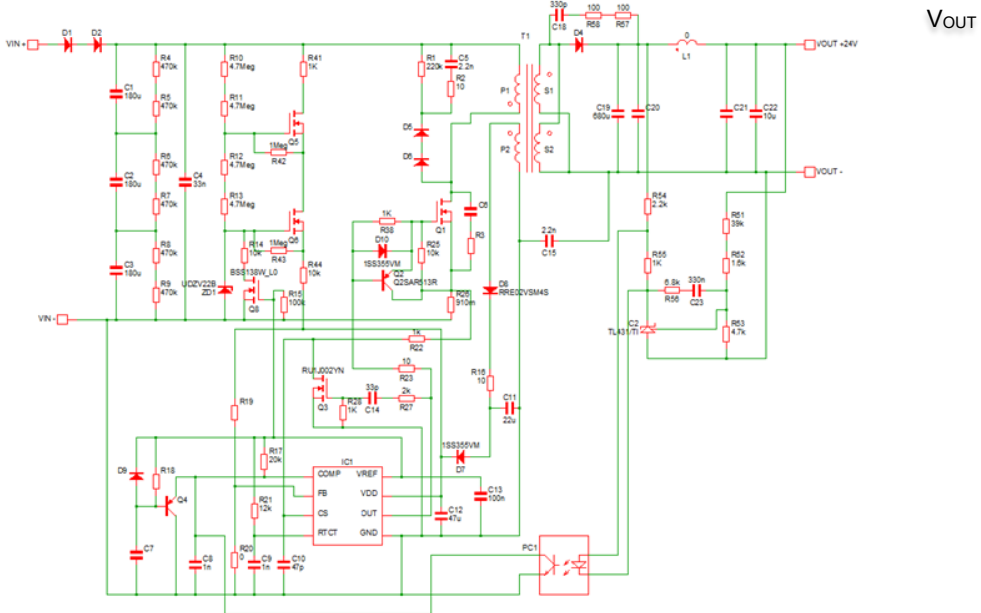 VOUT
330p
C18
100
R58
100
R57
T1
VIN +
D1
D2
D4
0
L1
VOUT +24V
R4
470k
R10
4.7Meg
R41
1K
R1
220k
C5
2.2n
R2
10
P1
S1
C1
180u
R5
470k
R11
4.7Meg
Q5
1Meg
R42
D5
D6
P2
S2
C19
680u
C20
C21
C22
10u
R6
470k
R12
4.7Meg
C2
180u
C4
33n
R7
470k
R13
4.7Meg
VOUT -
R54
2.2k
1K
R38
Q1
C6
Q6
1Meg
R43
R14
10k
R51
39k
R8
470k
D10
1SS355VM
R25
10k
R3
2.2n
C15
BSS138W_L0
R44
10k
Q2
Q2SAR513R
R55
1K
R52
1.8k
C3
180u
R9
470k
UDZV22B
ZD1
Q8
R15
100k
R26
910m
D8
RRE02VSM4S
6.8k
R56
330n
C23
VIN -
C2
TL431/TI
R53
4.7k
1k
R22
RU1J002YN
10
R23
R16
10
Q3
R28
1K
33p
C14
2k
R27
C11
22u
R19
1SS355VM
D7
R17
20k
IC1
D9
R18
COMP
VREF
Q4
FB
VDD
C13
100n
R21
12k
CS
OUT
C12
47u
RTCT
GND
C7
C8
1n
R20
0
C9
1n
C10
47p
PC1